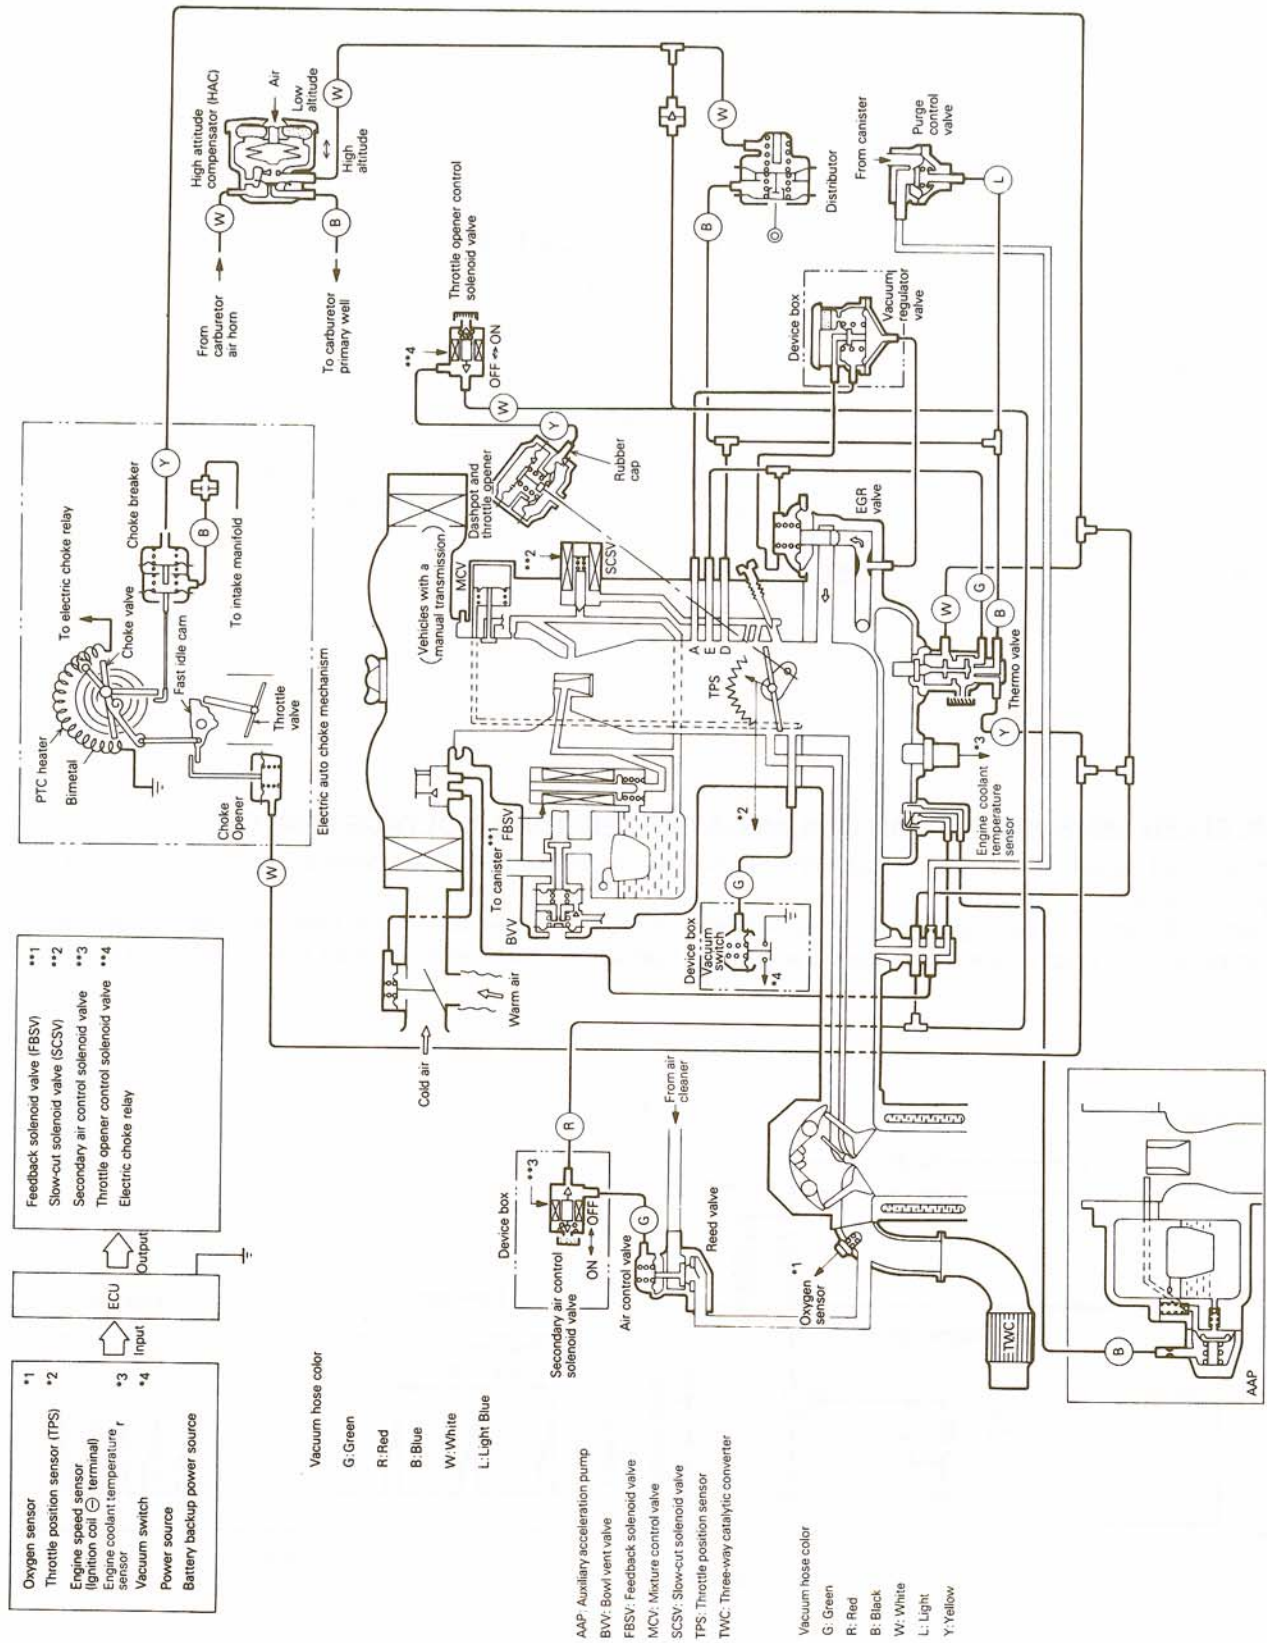 Oxygen sensor *1
Throttle position sensor (TPS) *2
Engine speed sensor
(Ignition coil ⊖ terminal)
Engine coolant temperature r *3
sensor
Vacuum switch *4
Power source
Battery backup power source
Input
ECU
Output
Feedback solenoid valve (FBSV) **1
Slow-cut solenoid valve (SCSV) **2
Secondary air control solenoid valve **3
Throttle opener control solenoid valve **4
Electric choke relay
Vacuum hose color
G:Green
R:Red
B:Blue
W:White
L:Light Blue
PTC heater
Bimetal
To electric choke relay
Choke valve
Fast idle cam
Choke breaker
Y
B
To intake manifold
Throttle
valve
Choke
Opener
Electric auto choke mechanism
W
High attitude
compensator (HAC)
Air
Low
altitude
High
altitude
W
W
B
From
carburetor
air horn
To carburetor
primary well
Throttle opener control
solenoid valve
**4
OFF ⇔ ON
W
Y
Rubber
cap
Dashpot and
throttle opener
(Vehicles with a
manual transmission)
MCV
**2
SCSV
W
B
Distributor
From canister
Purge
control
valve
L
Device box
Vacuum
regulator
valve
EGR
valve
A
E
D
TPS
*2
Cold air
Warm air
BVV
To canister
**1
FBSV
G
Device box
Vacuum
switch
*4
W
G
B
Thermo valve
Y
*3
Engine coolant
temperature
sensor
Device box
**3
R
Secondary air control
solenoid valve
ON ↔ OFF
G
Air control valve
From air
cleaner
Reed valve
*1
Oxygen
sensor
TWC
B
AAP
AAP: Auxiliary acceleration pump
BVV: Bowl vent valve
FBSV: Feedback solenoid valve
MCV: Mixture control valve
SCSV: Slow-cut solenoid valve
TPS: Throttle position sensor
TWC: Three-way catalytic converter
Vacuum hose color
G: Green
R: Red
B: Black
W: White
L: Light
Y: Yellow